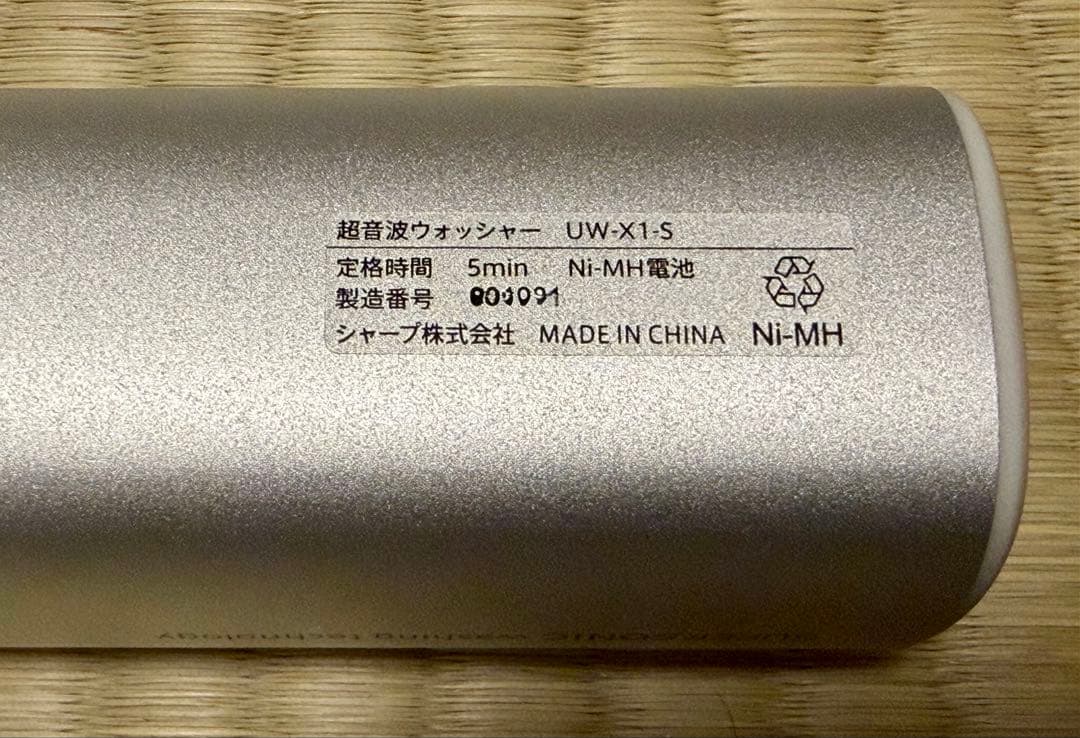 超音波ウォッシャー UW-X1-S
定格時間 5min Ni-MH電池
製造番号
シャープ株式会社 MADE IN CHINA Ni-MH
washing technology